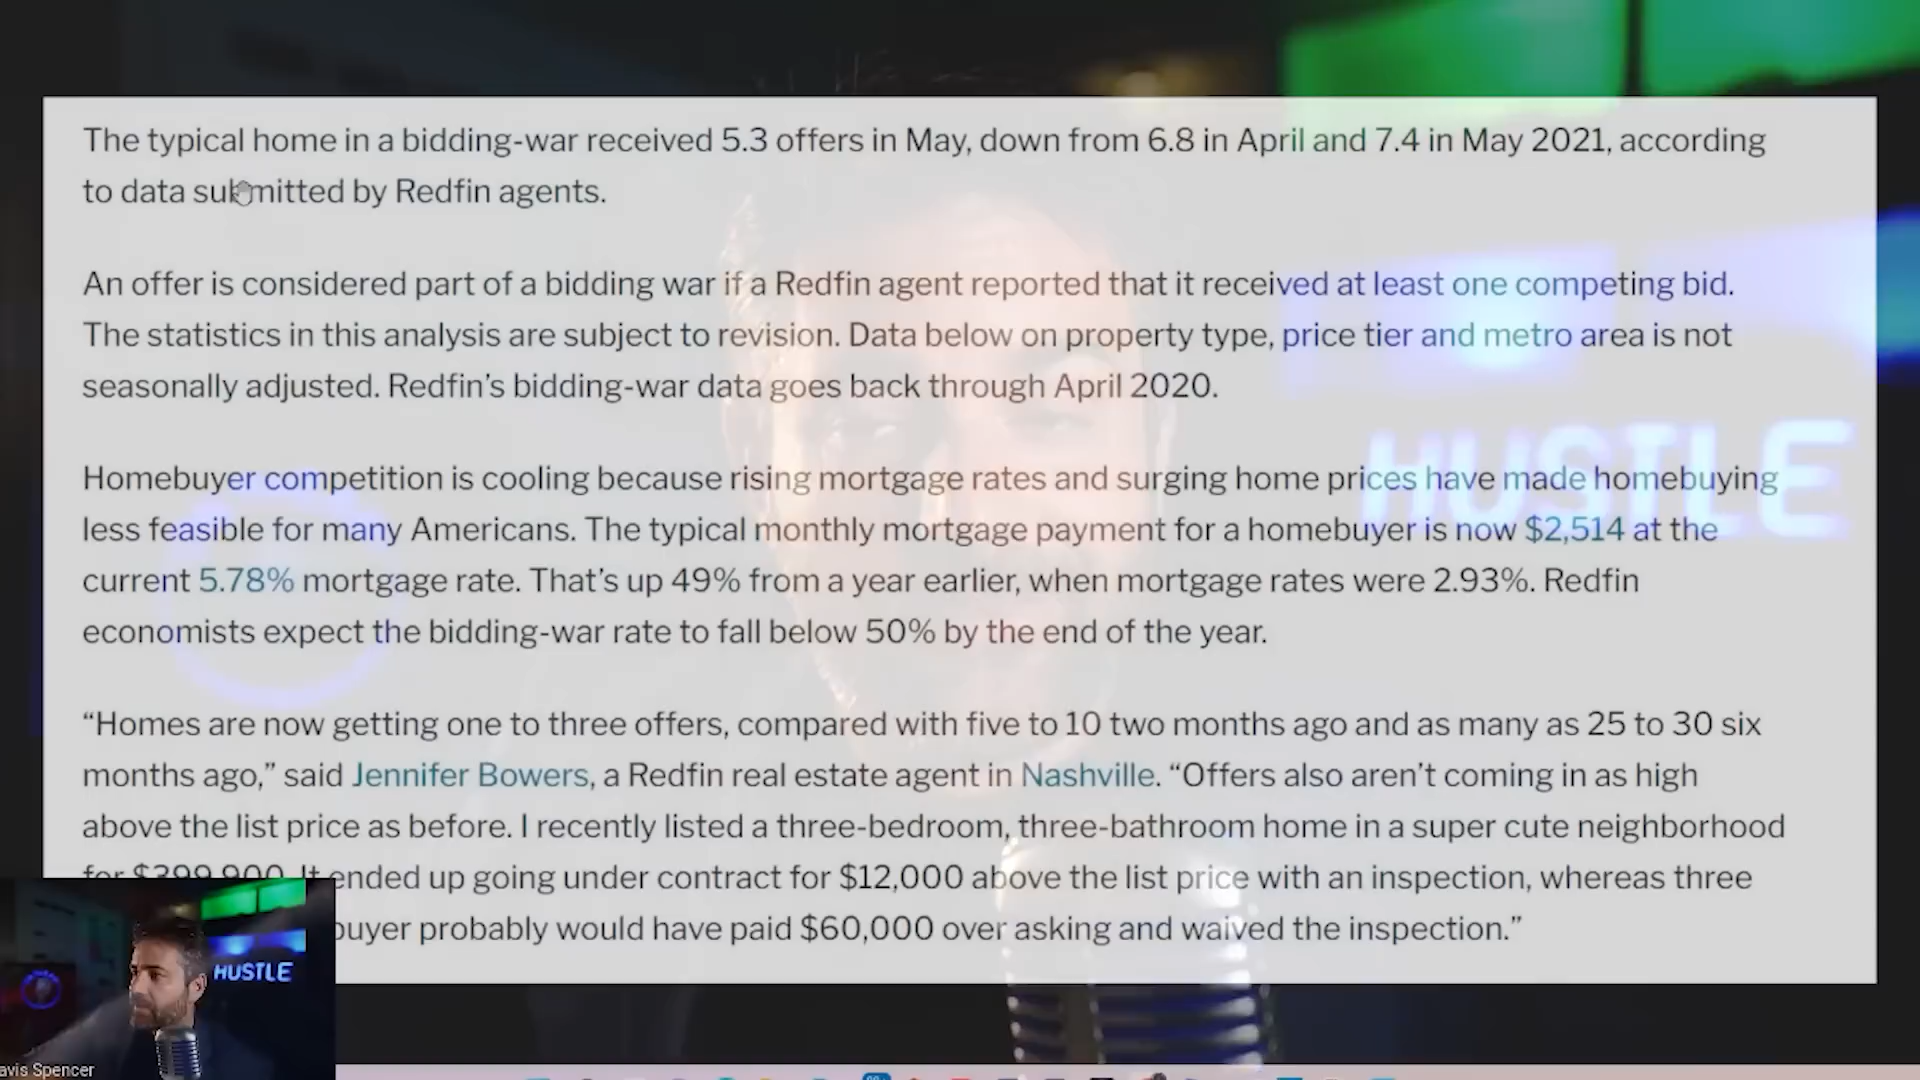 The typical home in a bidding-war received 5.3 offers in May, down from 6.8 in April and 7.4 in May 2021, according
to data submitted by Redfin agents.
An offer is considered part of a bidding war if a Redfin agent reported that it received at least one competing bid.
The statistics in this analysis are subject to revision. Data below on property type, price tier and metro area is not
seasonally adjusted. Redfin’s bidding-war data goes back through April 2020.
HUSTLE
Homebuyer competition is cooling because rising mortgage rates and surging home prices have made homebuying
less feasible for many Americans. The typical monthly mortgage payment for a homebuyer is now $2,514 at the
current 5.78% mortgage rate. That’s up 49% from a year earlier, when mortgage rates were 2.93%. Redfin
economists expect the bidding-war rate to fall below 50% by the end of the year.
“Homes are now getting one to three offers, compared with five to 10 two months ago and as many as 25 to 30 six
months ago,” said Jennifer Bowers, a Redfin real estate agent in Nashville. “Offers also aren’t coming in as high
above the list price as before. I recently listed a three-bedroom, three-bathroom home in a super cute neighborhood
for $399,900. It ended up going under contract for $12,000 above the list price with an inspection, whereas three
buyer probably would have paid $60,000 over asking and waived the inspection.”
HUSTLE
avis Spencer